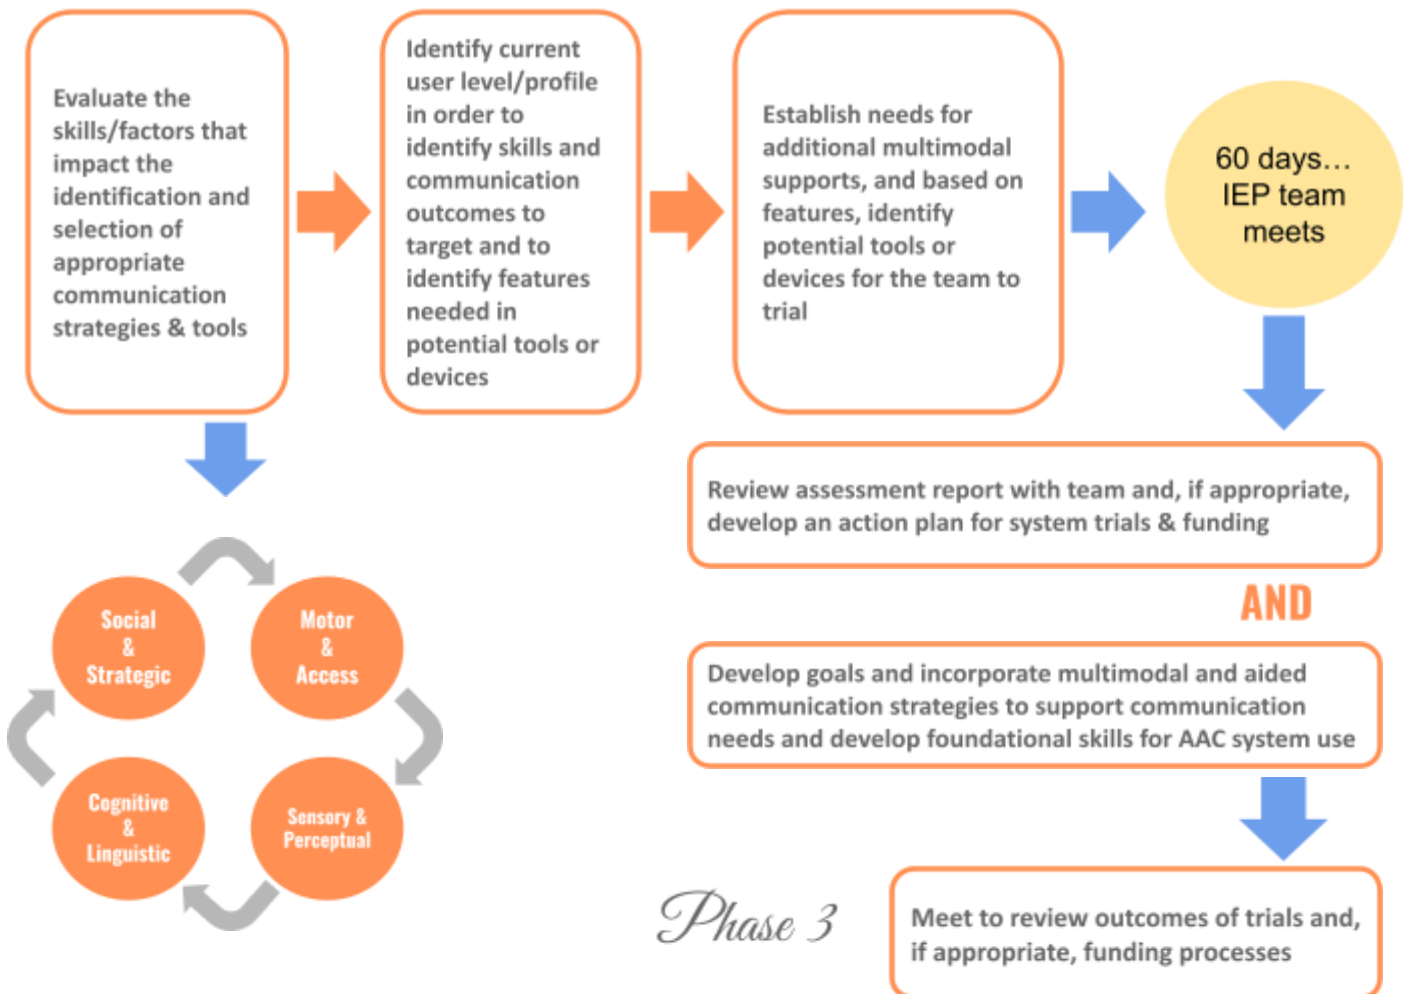 Evaluate the
skills/factors that
impact the
identification and
selection of
appropriate
communication
strategies & tools
Identify current
user level/profile
in order to
identify skills and
communication
outcomes to
target and to
identify features
needed in
potential tools or
devices
Establish needs for
additional multimodal
supports, and based on
features, identify
potential tools or
devices for the team to
trial
60 days...
IEP team
meets
Review assessment report with team and, if appropriate,
develop an action plan for system trials & funding
AND
Develop goals and incorporate multimodal and aided
communication strategies to support communication
needs and develop foundational skills for AAC system use
Social
&
Strategic
Motor
&
Access
Cognitive
&
Linguistic
Sensory &
Perceptual
Phase 3
Meet to review outcomes of trials and,
if appropriate, funding processes